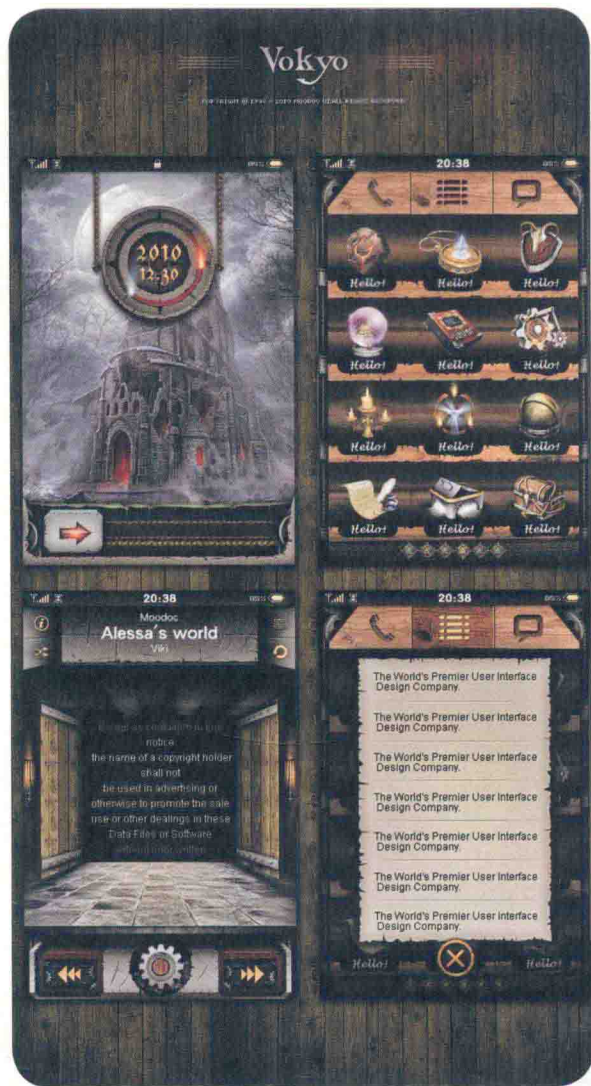 Vokyo
COPYRIGHT @
20:38
2010
12:30
Hello! Hello! Hello!
Hello! Hello! Hello!
Hello! Hello! Hello!
Hello! Hello! Hello!
20:38
Moodoc
Alessa's world
Viki
notice
the name of a copyright holder
shall not
be used in advertising or
otherwise to promote the sale
use or other dealings in these
Data Files or Software
without prior written
20:38
The World's Premier User Interface
Design Company.
The World's Premier User Interface
Design Company.
The World's Premier User Interface
Design Company.
The World's Premier User Interface
Design Company.
The World's Premier User Interface
Design Company.
The World's Premier User Interface
Design Company.
The World's Premier User Interface
Design Company.
Hello! Hello!